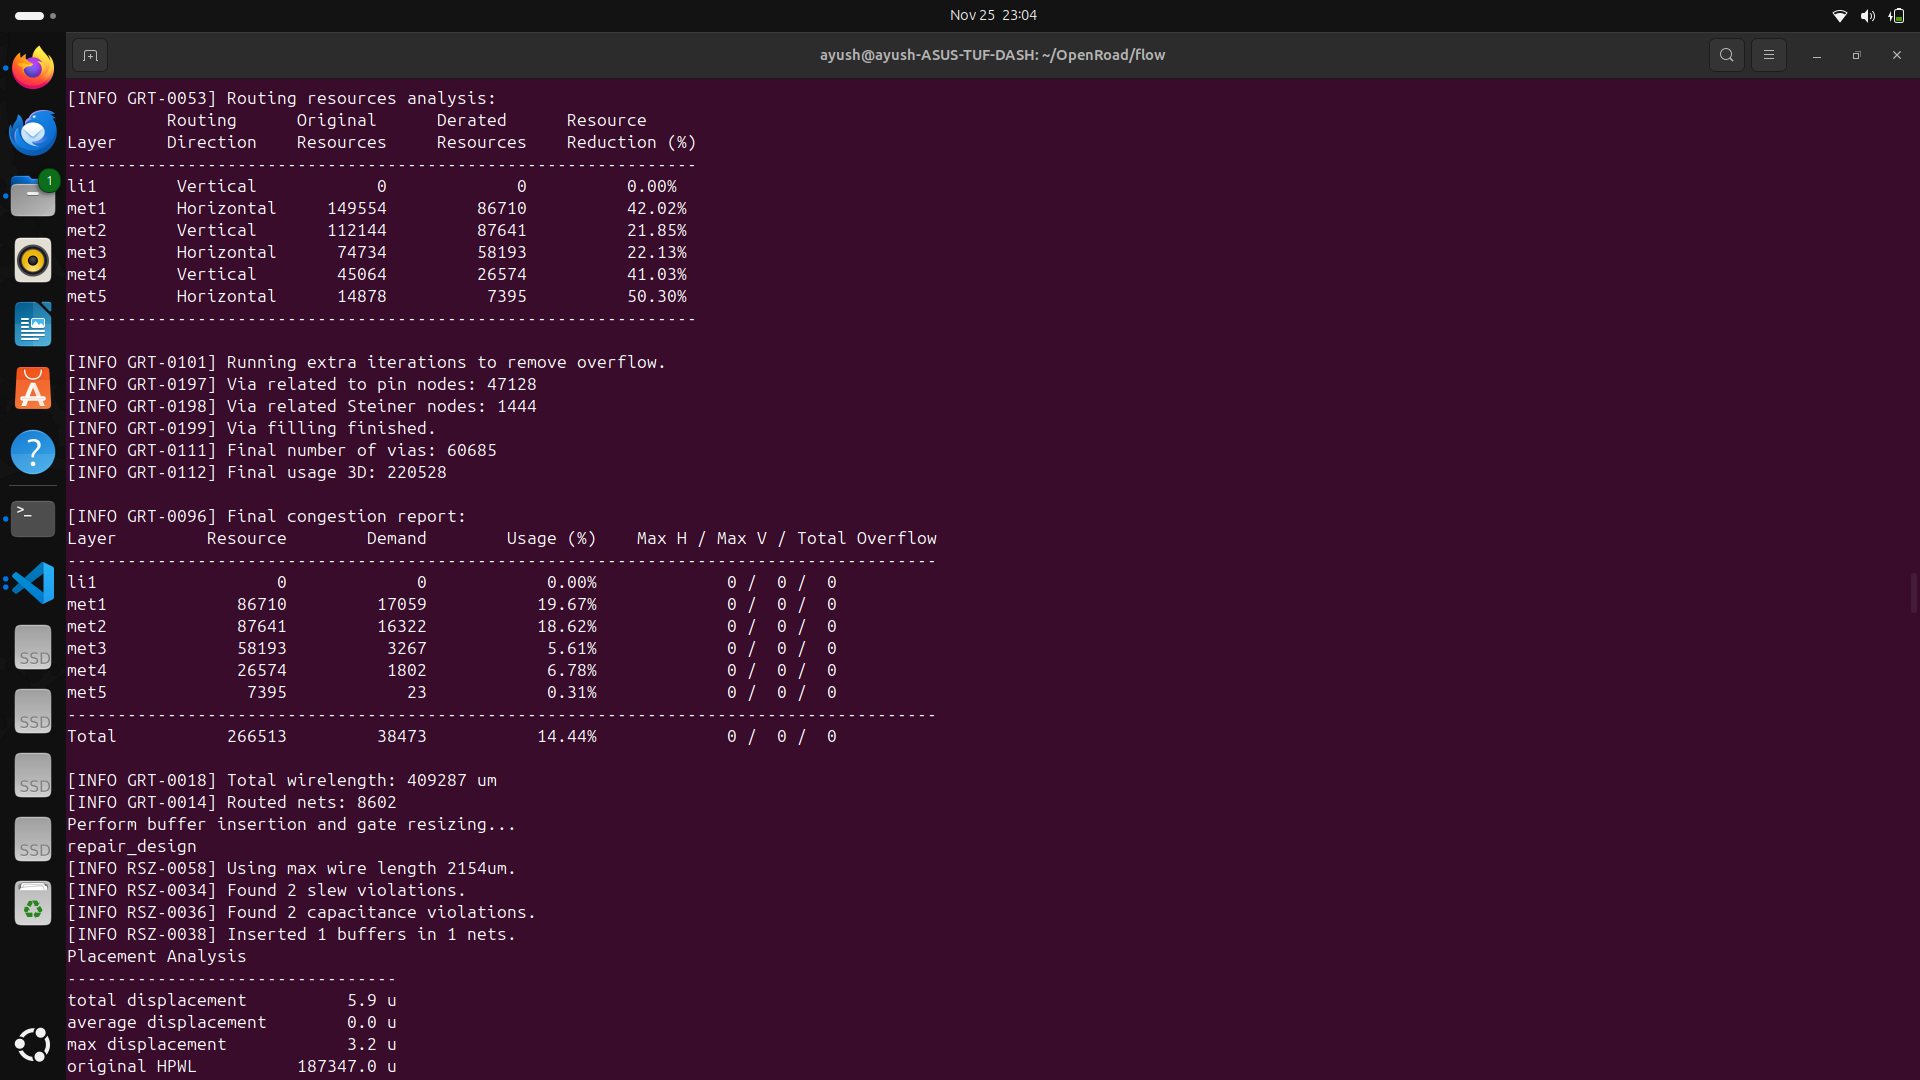 Nov 25 23:04
ayush@ayush-ASUS-TUF-DASH: ~/OpenRoad/flow
[INFO GRT-0053] Routing resources analysis:
          Routing      Original      Derated      Resource
Layer     Direction    Resources     Resources    Reduction (%)
---------------------------------------------------------------
li1        Vertical            0             0          0.00%
met1       Horizontal     149554         86710          42.02%
met2       Vertical       112144         87641          21.85%
met3       Horizontal      74734         58193          22.13%
met4       Vertical        45064         26574          41.03%
met5       Horizontal      14878          7395          50.30%
---------------------------------------------------------------
[INFO GRT-0101] Running extra iterations to remove overflow.
[INFO GRT-0197] Via related to pin nodes: 47128
[INFO GRT-0198] Via related Steiner nodes: 1444
[INFO GRT-0199] Via filling finished.
[INFO GRT-0111] Final number of vias: 60685
[INFO GRT-0112] Final usage 3D: 220528
[INFO GRT-0096] Final congestion report:
Layer         Resource        Demand        Usage (%)    Max H / Max V / Total Overflow
---------------------------------------------------------------------------------------
li1                  0             0            0.00%             0 /  0 /  0
met1             86710         17059           19.67%             0 /  0 /  0
met2             87641         16322           18.62%             0 /  0 /  0
met3             58193          3267            5.61%             0 /  0 /  0
met4             26574          1802            6.78%             0 /  0 /  0
met5              7395            23            0.31%             0 /  0 /  0
---------------------------------------------------------------------------------------
Total           266513         38473           14.44%             0 /  0 /  0
[INFO GRT-0018] Total wirelength: 409287 um
[INFO GRT-0014] Routed nets: 8602
Perform buffer insertion and gate resizing...
repair_design
[INFO RSZ-0058] Using max wire length 2154um.
[INFO RSZ-0034] Found 2 slew violations.
[INFO RSZ-0036] Found 2 capacitance violations.
[INFO RSZ-0038] Inserted 1 buffers in 1 nets.
Placement Analysis
---------------------------------
total displacement          5.9 u
average displacement        0.0 u
max displacement            3.2 u
original HPWL          187347.0 u
1
?
>_
SSD
SSD
SSD
SSD